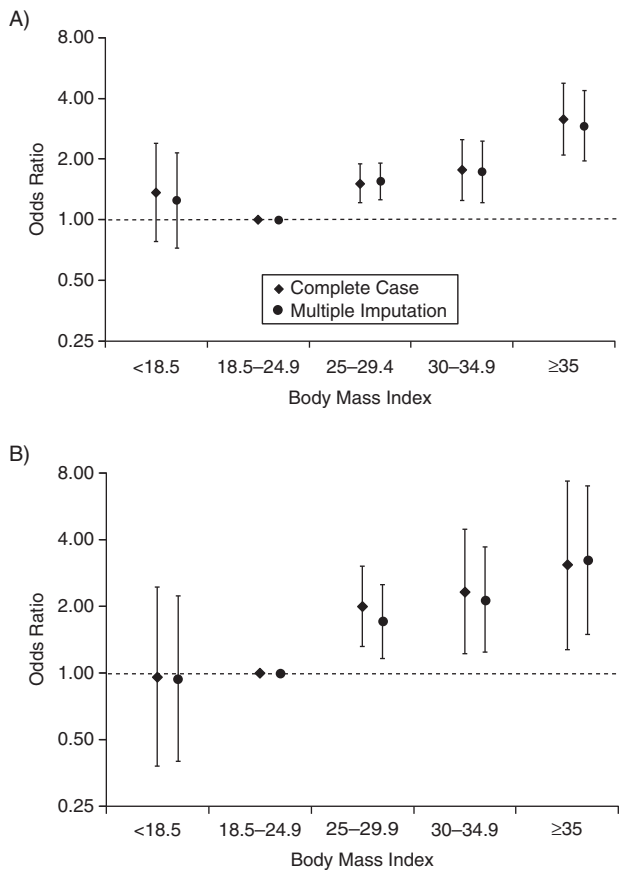 A)
8.00
4.00
2.00
1.00
0.50
0.25
Odds Ratio
Complete Case
Multiple Imputation
<18.5 18.5–24.9 25–29.4 30–34.9 ≥35
Body Mass Index
B)
8.00
4.00
2.00
1.00
0.50
0.25
Odds Ratio
<18.5 18.5–24.9 25–29.9 30–34.9 ≥35
Body Mass Index